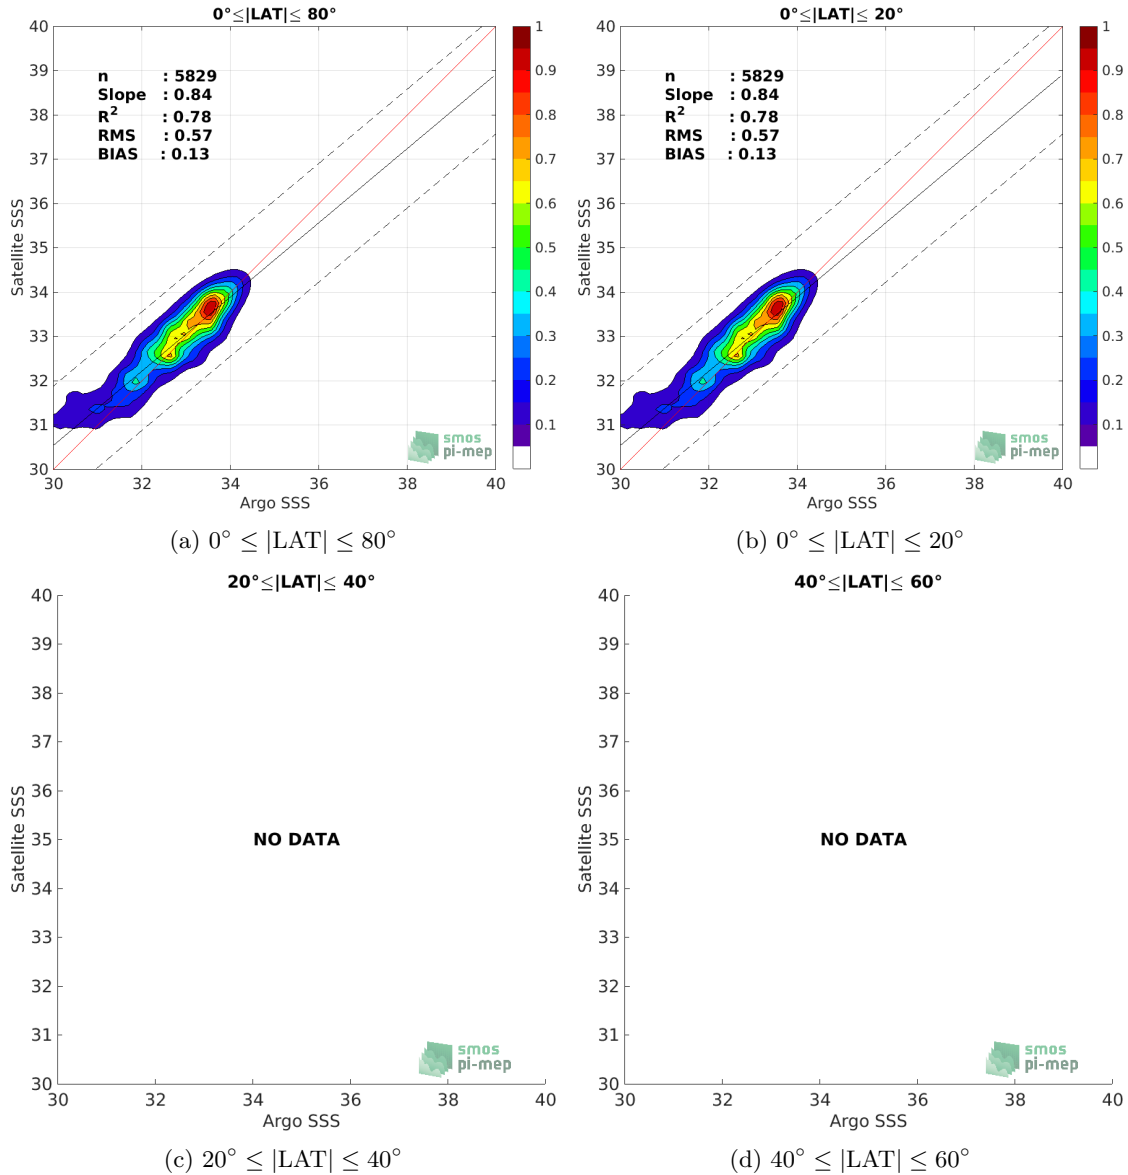 0°≤|LAT|≤ 80°
40
39
38
37
36
35
34
33
32
31
30
Satellite SSS
n : 5829
Slope : 0.84
R² : 0.78
RMS : 0.57
BIAS : 0.13
smos
pi-mep
30 32 34 36 38 40
Argo SSS
1
0.9
0.8
0.7
0.6
0.5
0.4
0.3
0.2
0.1
(a) 0° ≤ |LAT| ≤ 80°
0°≤|LAT|≤ 20°
40
39
38
37
36
35
34
33
32
31
30
Satellite SSS
n : 5829
Slope : 0.84
R² : 0.78
RMS : 0.57
BIAS : 0.13
smos
pi-mep
30 32 34 36 38 40
Argo SSS
1
0.9
0.8
0.7
0.6
0.5
0.4
0.3
0.2
0.1
(b) 0° ≤ |LAT| ≤ 20°
20°≤|LAT|≤ 40°
40
39
38
37
36
35
34
33
32
31
30
Satellite SSS
NO DATA
smos
pi-mep
30 32 34 36 38 40
Argo SSS
(c) 20° ≤ |LAT| ≤ 40°
40°≤|LAT|≤ 60°
40
39
38
37
36
35
34
33
32
31
30
Satellite SSS
NO DATA
smos
pi-mep
30 32 34 36 38 40
Argo SSS
(d) 40° ≤ |LAT| ≤ 60°